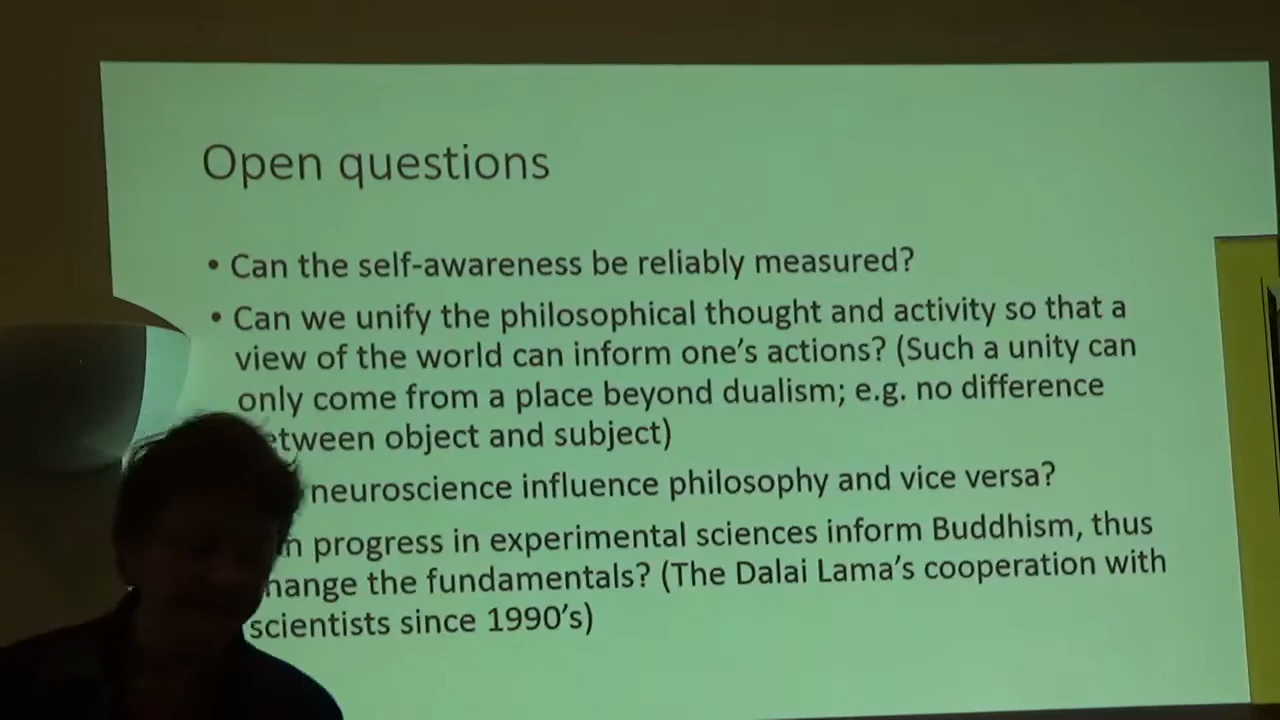 Open questions
• Can the self-awareness be reliably measured?
• Can we unify the philosophical thought and activity so that a
view of the world can inform one's actions? (Such a unity can
only come from a place beyond dualism; e.g. no difference
etween object and subject)
neuroscience influence philosophy and vice versa?
n progress in experimental sciences inform Buddhism, thus
hange the fundamentals? (The Dalai Lama's cooperation with
scientists since 1990's)